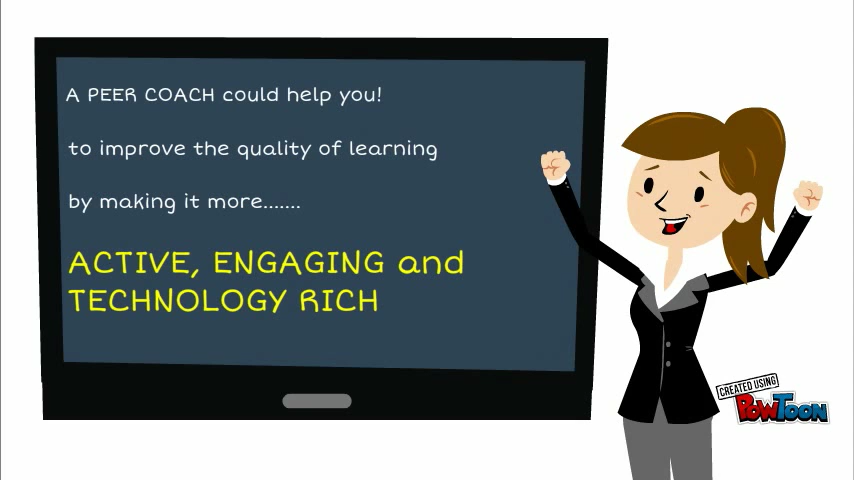 A PEER COACH could help you!
to improve the quality of learning
by making it more.......
ACTIVE, ENGAGING and
TECHNOLOGY RICH
CREATED USING
POWTOON